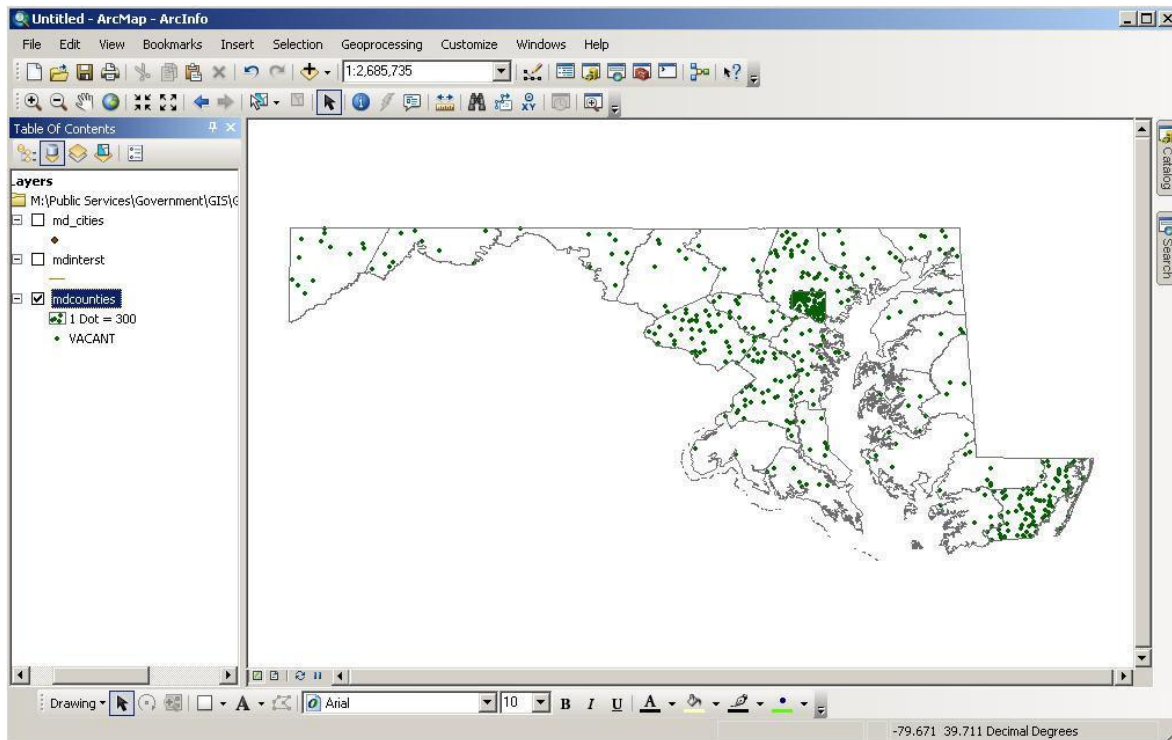 Untitled - ArcMap - ArcInfo
File Edit View Bookmarks Insert Selection Geoprocessing Customize Windows Help
1:2,685,735
XY
Table Of Contents
Layers
M:\Public Services\Government\GIS\G
md_cities
mdinterst
mdcounties
1 Dot = 300
VACANT
Catalog
Search
Drawing A Arial 10 B I U A
-79.671 39.711 Decimal Degrees